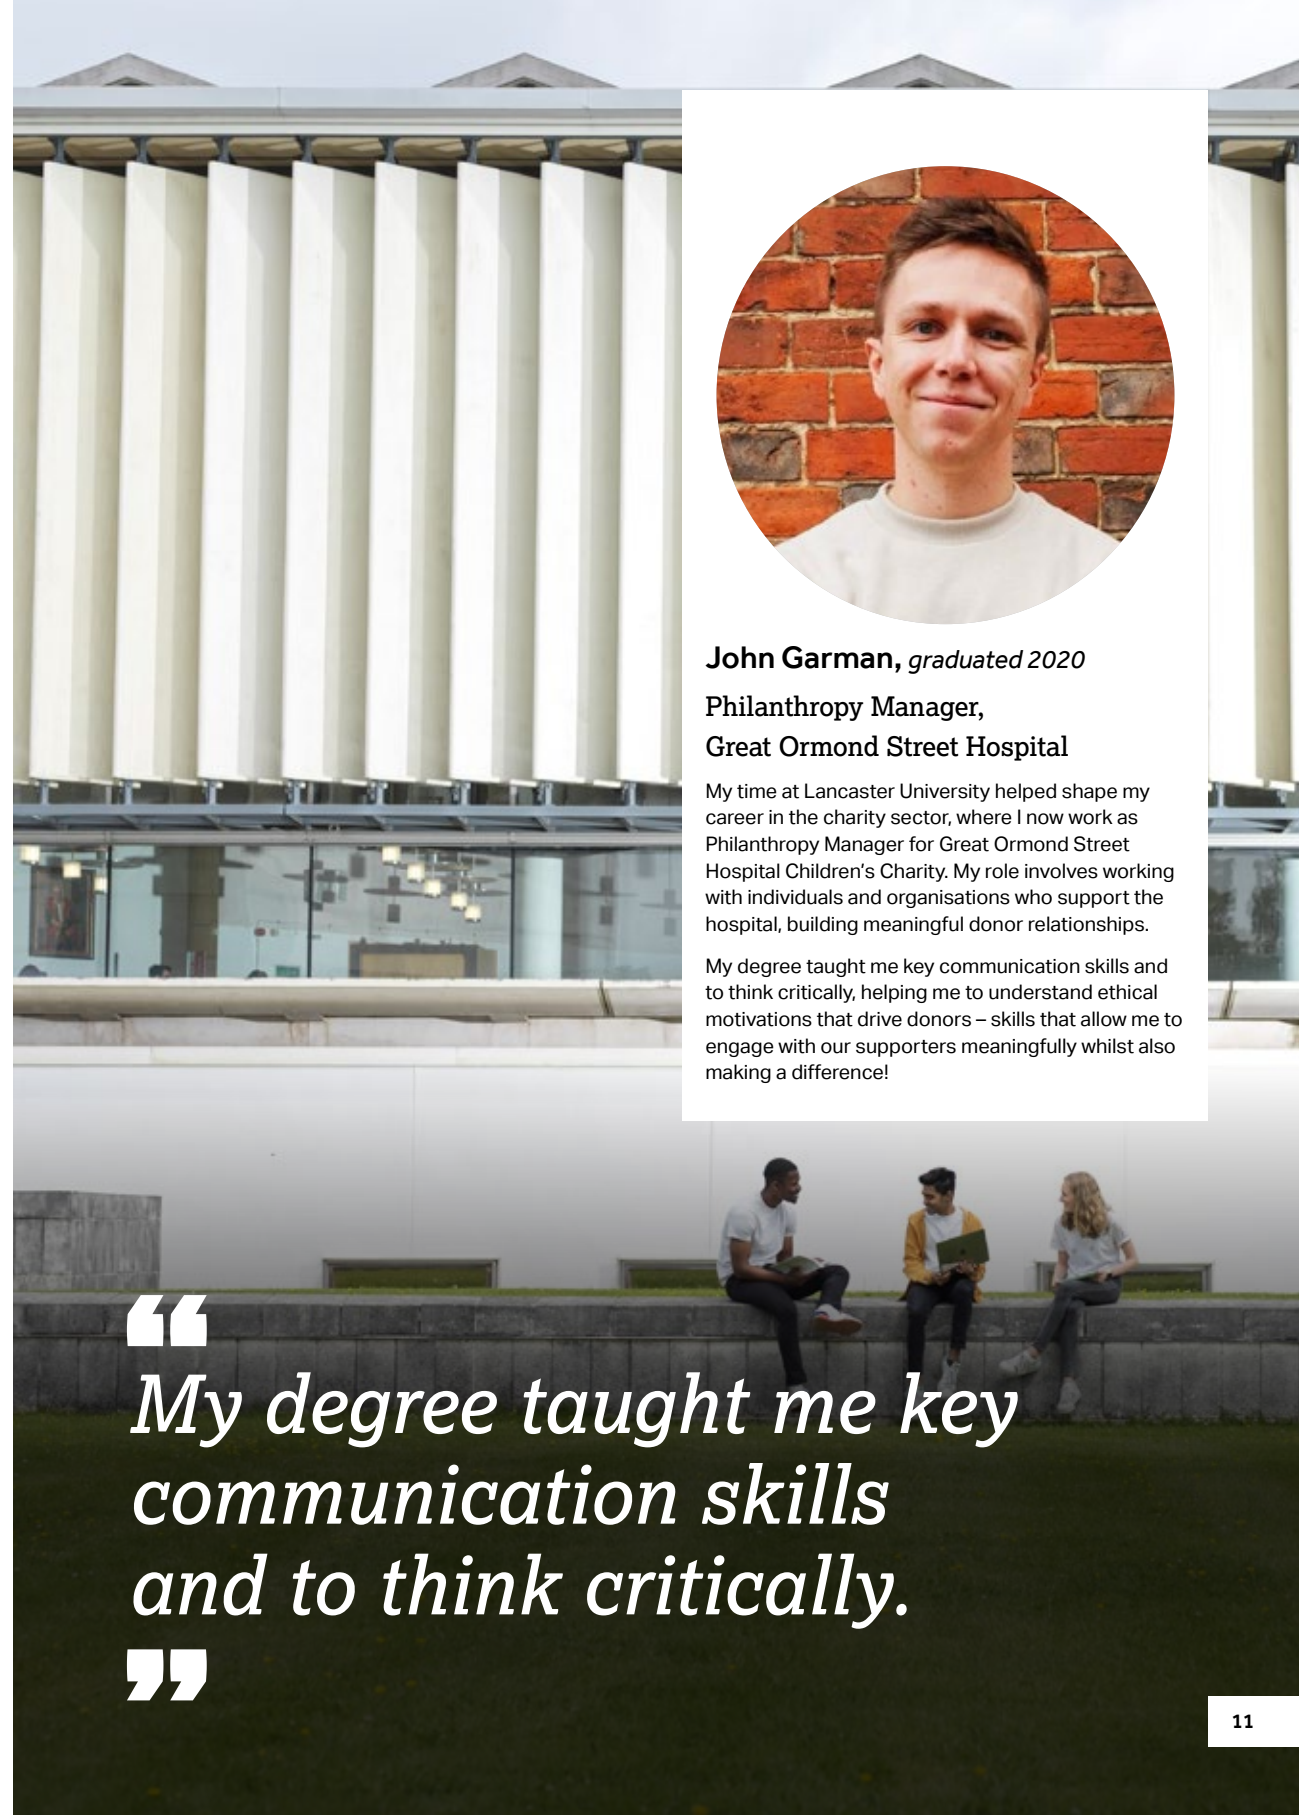 John Garman, graduated 2020
Philanthropy Manager,
Great Ormond Street Hospital
My time at Lancaster University helped shape my
career in the charity sector, where I now work as
Philanthropy Manager for Great Ormond Street
Hospital Children’s Charity. My role involves working
with individuals and organisations who support the
hospital, building meaningful donor relationships.
My degree taught me key communication skills and
to think critically, helping me to understand ethical
motivations that drive donors – skills that allow me to
engage with our supporters meaningfully whilst also
making a difference!
“
My degree taught me key
communication skills
and to think critically.
”
11